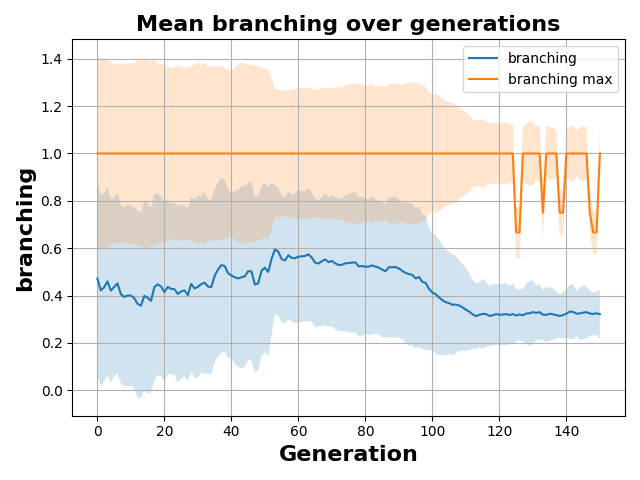 Mean branching over generations
branching
branching max
1.4
1.2
1.0
0.8
0.6
0.4
0.2
0.0
branching
0 20 40 60 80 100 120 140
Generation